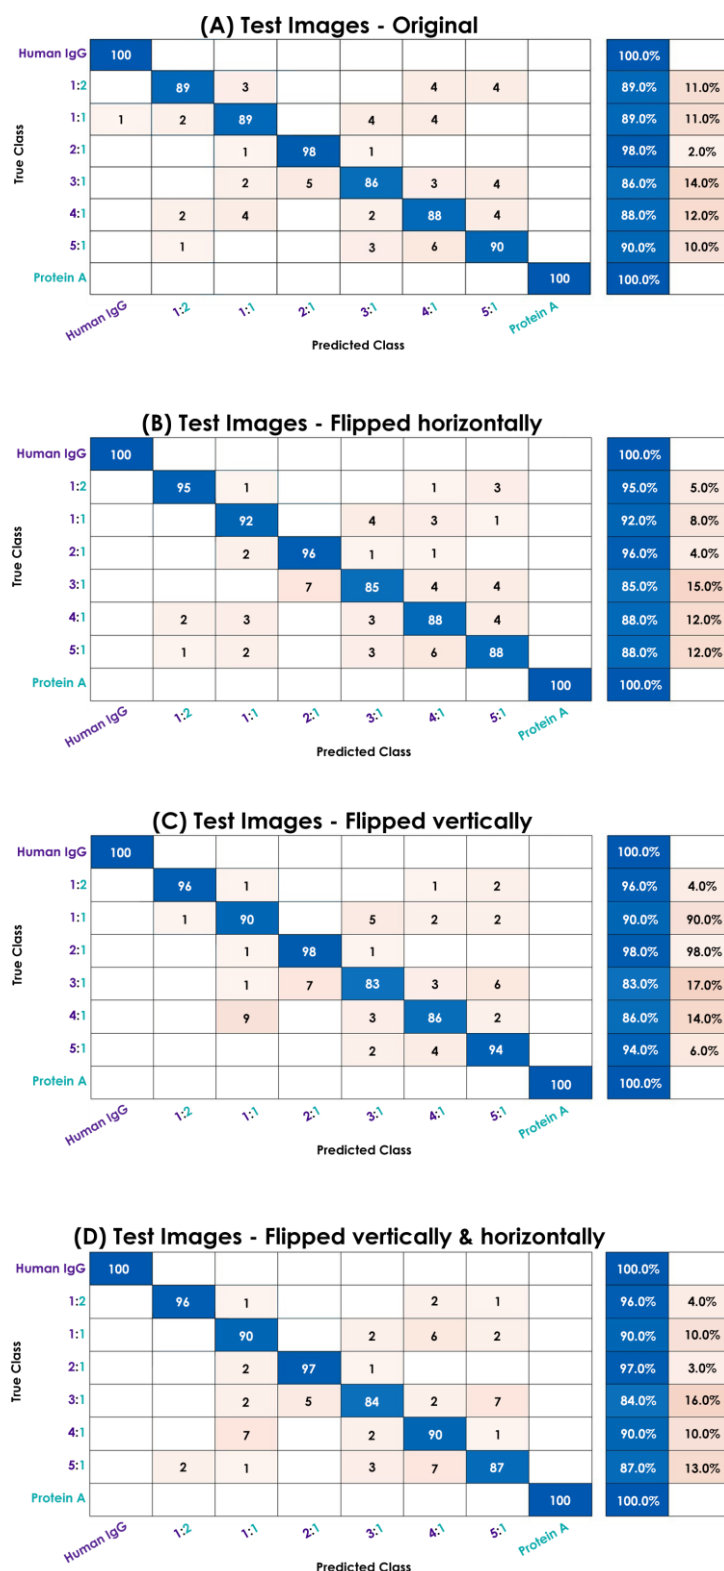 (A) Test Images - Original
Human IgG 100 100.0%
1:2 89 3 4 4 89.0% 11.0%
1:1 1 2 89 4 4 89.0% 11.0%
2:1 1 98 1 98.0% 2.0%
3:1 2 5 86 3 4 86.0% 14.0%
4:1 2 4 2 88 4 88.0% 12.0%
5:1 1 3 6 90 90.0% 10.0%
Protein A 100 100.0%
True Class
Human IgG 1:2 1:1 2:1 3:1 4:1 5:1 Protein A
Predicted Class
(B) Test Images - Flipped horizontally
Human IgG 100 100.0%
1:2 95 1 1 3 95.0% 5.0%
1:1 92 4 3 1 92.0% 8.0%
2:1 2 96 1 1 96.0% 4.0%
3:1 7 85 4 4 85.0% 15.0%
4:1 2 3 3 88 4 88.0% 12.0%
5:1 1 2 3 6 88 88.0% 12.0%
Protein A 100 100.0%
True Class
Human IgG 1:2 1:1 2:1 3:1 4:1 5:1 Protein A
Predicted Class
(C) Test Images - Flipped vertically
Human IgG 100 100.0%
1:2 96 1 1 2 96.0% 4.0%
1:1 1 90 5 2 2 90.0% 90.0%
2:1 1 98 1 98.0% 98.0%
3:1 1 7 83 3 6 83.0% 17.0%
4:1 9 3 86 2 86.0% 14.0%
5:1 2 4 94 94.0% 6.0%
Protein A 100 100.0%
True Class
Human IgG 1:2 1:1 2:1 3:1 4:1 5:1 Protein A
Predicted Class
(D) Test Images - Flipped vertically & horizontally
Human IgG 100 100.0%
1:2 96 1 2 1 96.0% 4.0%
1:1 90 2 6 2 90.0% 10.0%
2:1 2 97 1 97.0% 3.0%
3:1 2 5 84 2 7 84.0% 16.0%
4:1 7 2 90 1 90.0% 10.0%
5:1 2 1 3 7 87 87.0% 13.0%
Protein A 100 100.0%
True Class
Human IgG 1:2 1:1 2:1 3:1 4:1 5:1 Protein A
Predicted Class